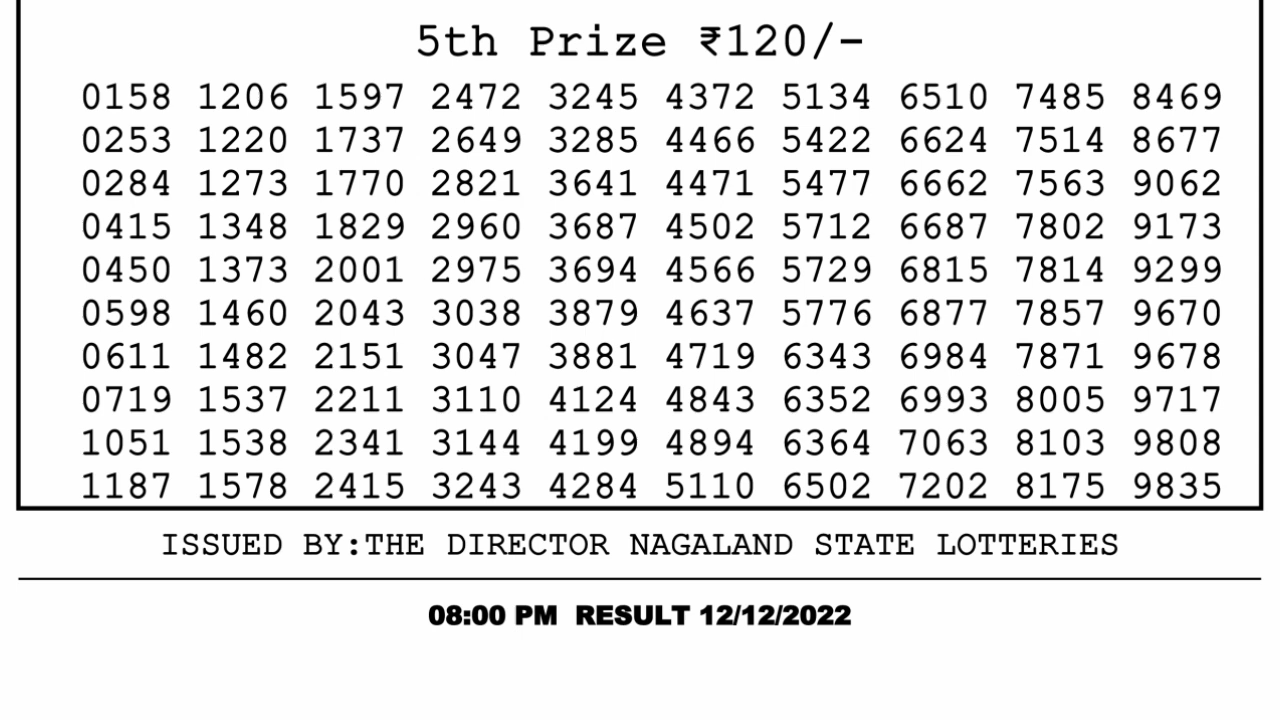 5th Prize ₹120/-
0158 1206 1597 2472 3245 4372 5134 6510 7485 8469
0253 1220 1737 2649 3285 4466 5422 6624 7514 8677
0284 1273 1770 2821 3641 4471 5477 6662 7563 9062
0415 1348 1829 2960 3687 4502 5712 6687 7802 9173
0450 1373 2001 2975 3694 4566 5729 6815 7814 9299
0598 1460 2043 3038 3879 4637 5776 6877 7857 9670
0611 1482 2151 3047 3881 4719 6343 6984 7871 9678
0719 1537 2211 3110 4124 4843 6352 6993 8005 9717
1051 1538 2341 3144 4199 4894 6364 7063 8103 9808
1187 1578 2415 3243 4284 5110 6502 7202 8175 9835
ISSUED BY:THE DIRECTOR NAGALAND STATE LOTTERIES
08:00 PM RESULT 12/12/2022